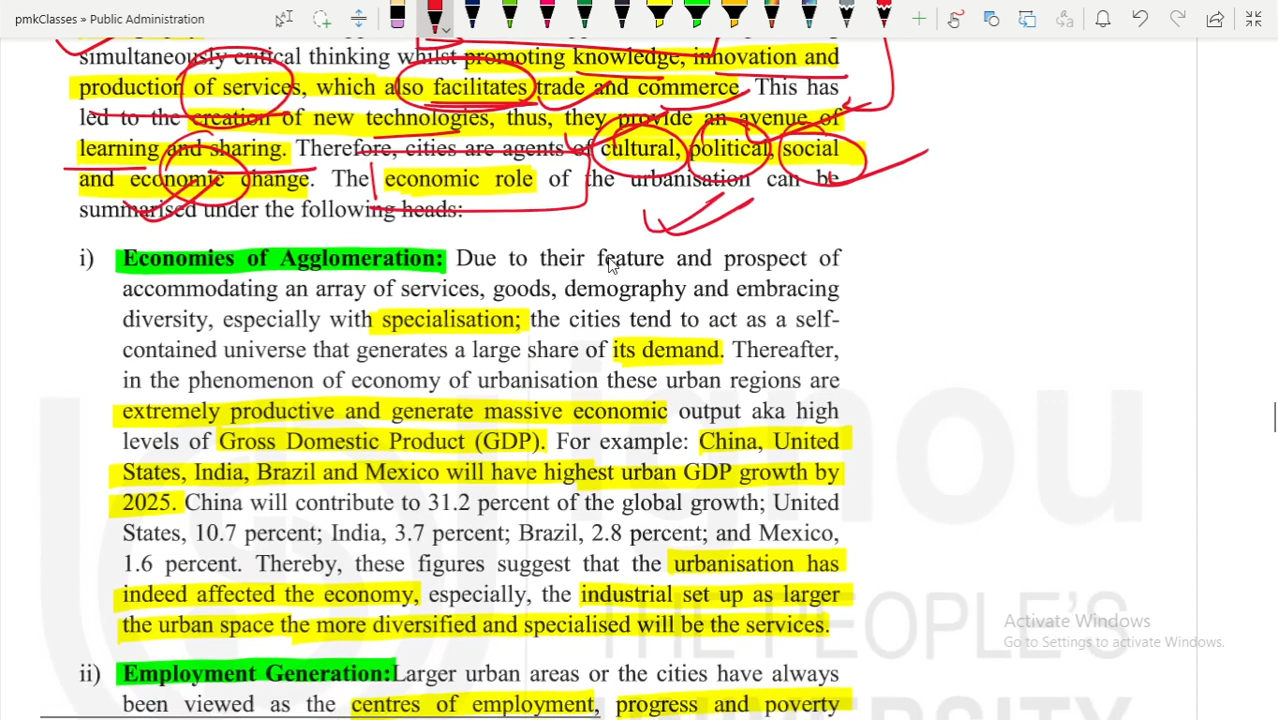 pmkClasses » Public Administration
simultaneously critical thinking whilst promoting knowledge, innovation and
production of services, which also facilitates trade and commerce. This has
led to the creation of new technologies, thus, they provide an avenue of
learning and sharing. Therefore, cities are agents of cultural, political, social
and economic change. The economic role of the urbanisation can be
summarised under the following heads:
i) Economies of Agglomeration: Due to their feature and prospect of
accommodating an array of services, goods, demography and embracing
diversity, especially with specialisation; the cities tend to act as a self-
contained universe that generates a large share of its demand. Thereafter,
in the phenomenon of economy of urbanisation these urban regions are
extremely productive and generate massive economic output aka high
levels of Gross Domestic Product (GDP). For example: China, United
States, India, Brazil and Mexico will have highest urban GDP growth by
2025. China will contribute to 31.2 percent of the global growth; United
States, 10.7 percent; India, 3.7 percent; Brazil, 2.8 percent; and Mexico,
1.6 percent. Thereby, these figures suggest that the urbanisation has
indeed affected the economy, especially, the industrial set up as larger
the urban space the more diversified and specialised will be the services.
ii) Employment Generation:Larger urban areas or the cities have always
been viewed as the centres of employment, progress and poverty
ignou
THE PEOPLE'S
UNIVERSITY
Activate Windows
Go to Settings to activate Windows.